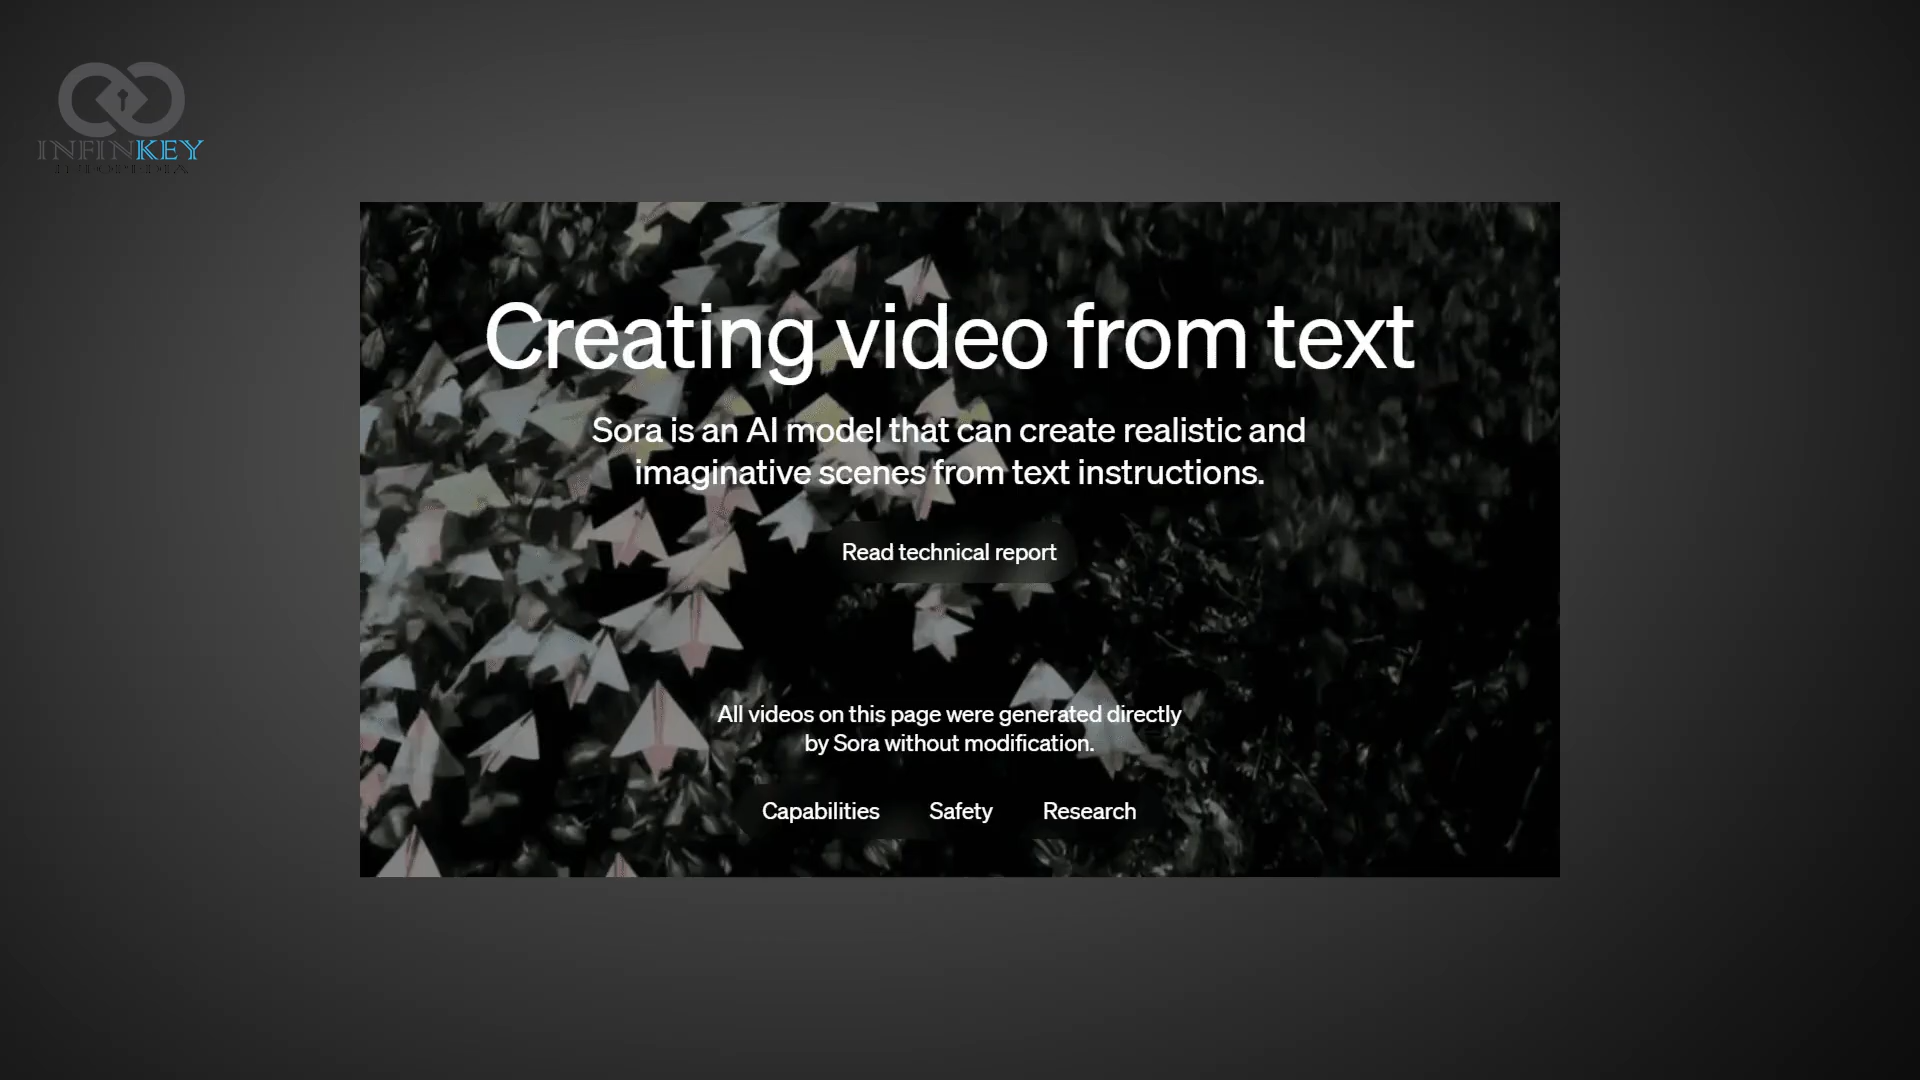 INFINKEY
Creating video from text
Sora is an AI model that can create realistic and
imaginative scenes from text instructions.
Read technical report
All videos on this page were generated directly
by Sora without modification.
Capabilities Safety Research